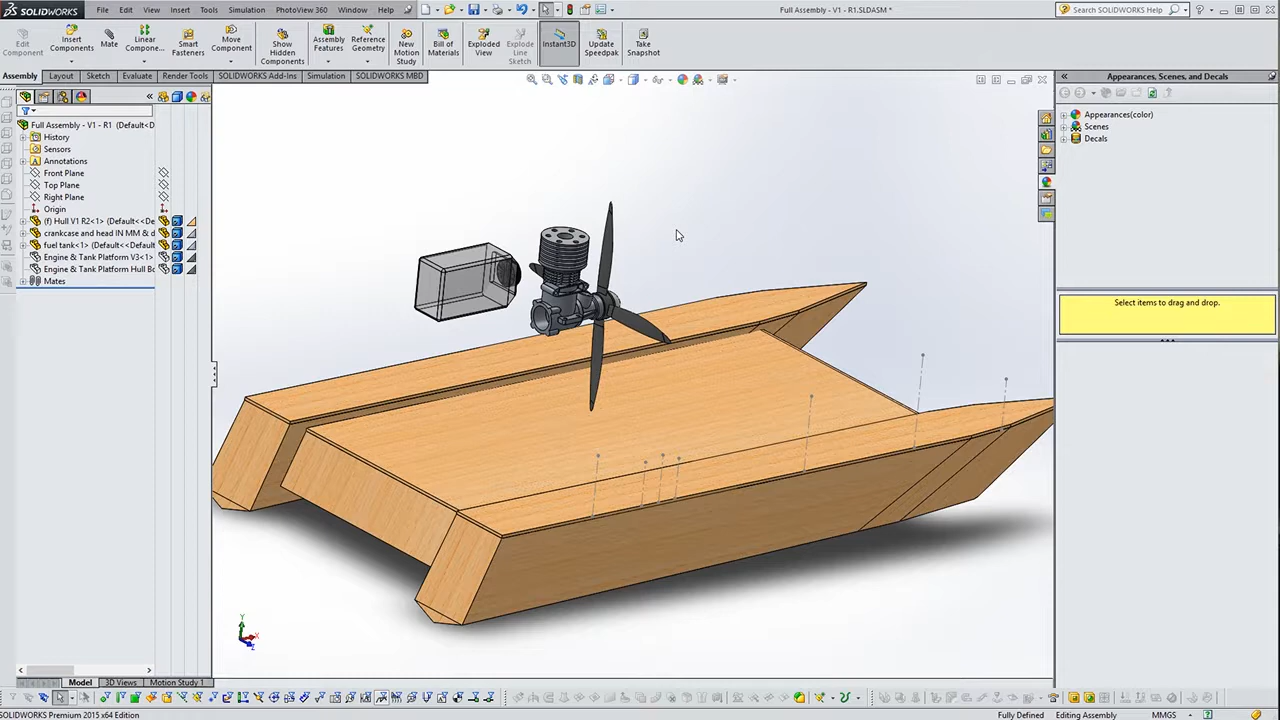 SOLIDWORKS
File
Edit
View
Insert
Tools
Simulation
PhotoView 360
Window
Help
Full Assembly - V1 - R1.SLDASM *
Search SOLIDWORKS Help
Edit
Component
Insert
Components
Mate
Linear
Compone...
Smart
Fasteners
Move
Component
Show
Hidden
Components
Assembly
Features
Reference
Geometry
New
Motion
Study
Bill of
Materials
Exploded
View
Explode
Line
Sketch
Instant3D
Update
Speedpak
Take
Snapshot
Assembly
Layout
Sketch
Evaluate
Render Tools
SOLIDWORKS Add-Ins
Simulation
SOLIDWORKS MBD
Appearances, Scenes, and Decals
Full Assembly - V1 - R1 (Default<D
History
Sensors
Annotations
Front Plane
Top Plane
Right Plane
Origin
(f) Hull V1 R2<1> (Default<<De
crankcase and head IN MM & d
fuel tank<1> (Default<<Defaul
Engine & Tank Platform V3<1>
Engine & Tank Platform Hull Bo
Mates
Appearances(color)
Scenes
Decals
Select items to drag and drop.
Y
X
Z
Model
3D Views
Motion Study 1
SOLIDWORKS Premium 2015 x64 Edition
Fully Defined
Editing Assembly
MMGS